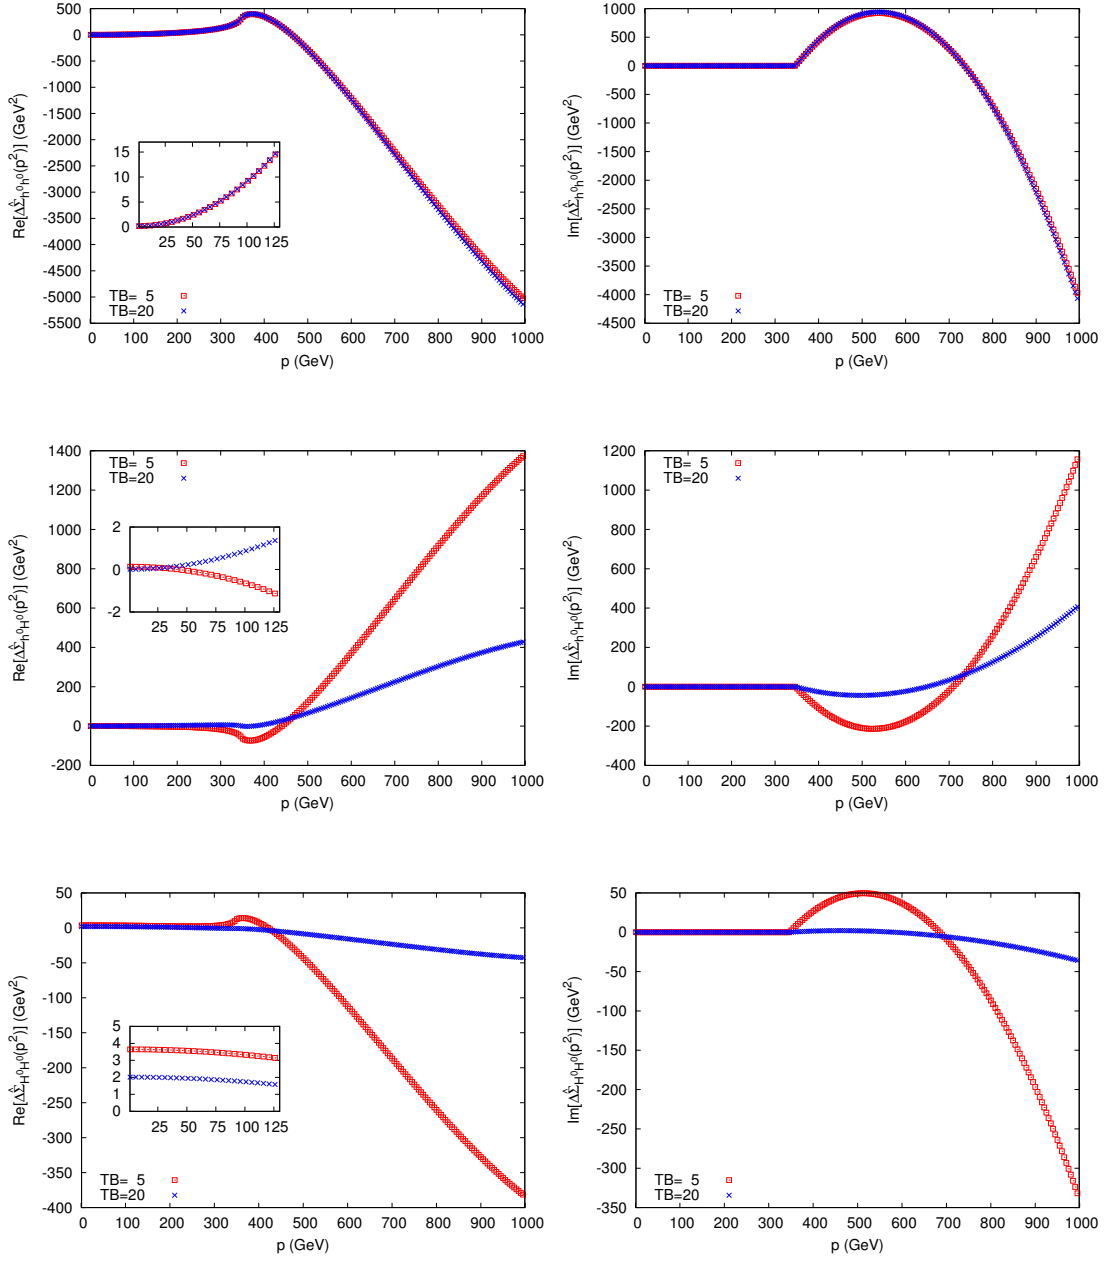 Re[ΔΣ̂h⁰h⁰(p²)] (GeV²)
500
0
-500
-1000
-1500
-2000
-2500
-3000
-3500
-4000
-4500
-5000
-5500
15
10
5
0
25 50 75 100 125
TB= 5
TB=20
0 100 200 300 400 500 600 700 800 900 1000
p (GeV)
Im[ΔΣ̂h⁰h⁰(p²)] (GeV²)
1000
500
0
-500
-1000
-1500
-2000
-2500
-3000
-3500
-4000
-4500
TB= 5
TB=20
0 100 200 300 400 500 600 700 800 900 1000
p (GeV)
Re[ΔΣ̂h⁰H⁰(p²)] (GeV²)
1400
1200
1000
800
600
400
200
0
-200
TB= 5
TB=20
2
0
-2
25 50 75 100 125
0 100 200 300 400 500 600 700 800 900 1000
p (GeV)
Im[ΔΣ̂h⁰H⁰(p²)] (GeV²)
1200
1000
800
600
400
200
0
-200
-400
TB= 5
TB=20
0 100 200 300 400 500 600 700 800 900 1000
p (GeV)
Re[ΔΣ̂H⁰H⁰(p²)] (GeV²)
50
0
-50
-100
-150
-200
-250
-300
-350
-400
5
4
3
2
1
0
25 50 75 100 125
TB= 5
TB=20
0 100 200 300 400 500 600 700 800 900 1000
p (GeV)
Im[ΔΣ̂H⁰H⁰(p²)] (GeV²)
50
0
-50
-100
-150
-200
-250
-300
-350
TB= 5
TB=20
0 100 200 300 400 500 600 700 800 900 1000
p (GeV)